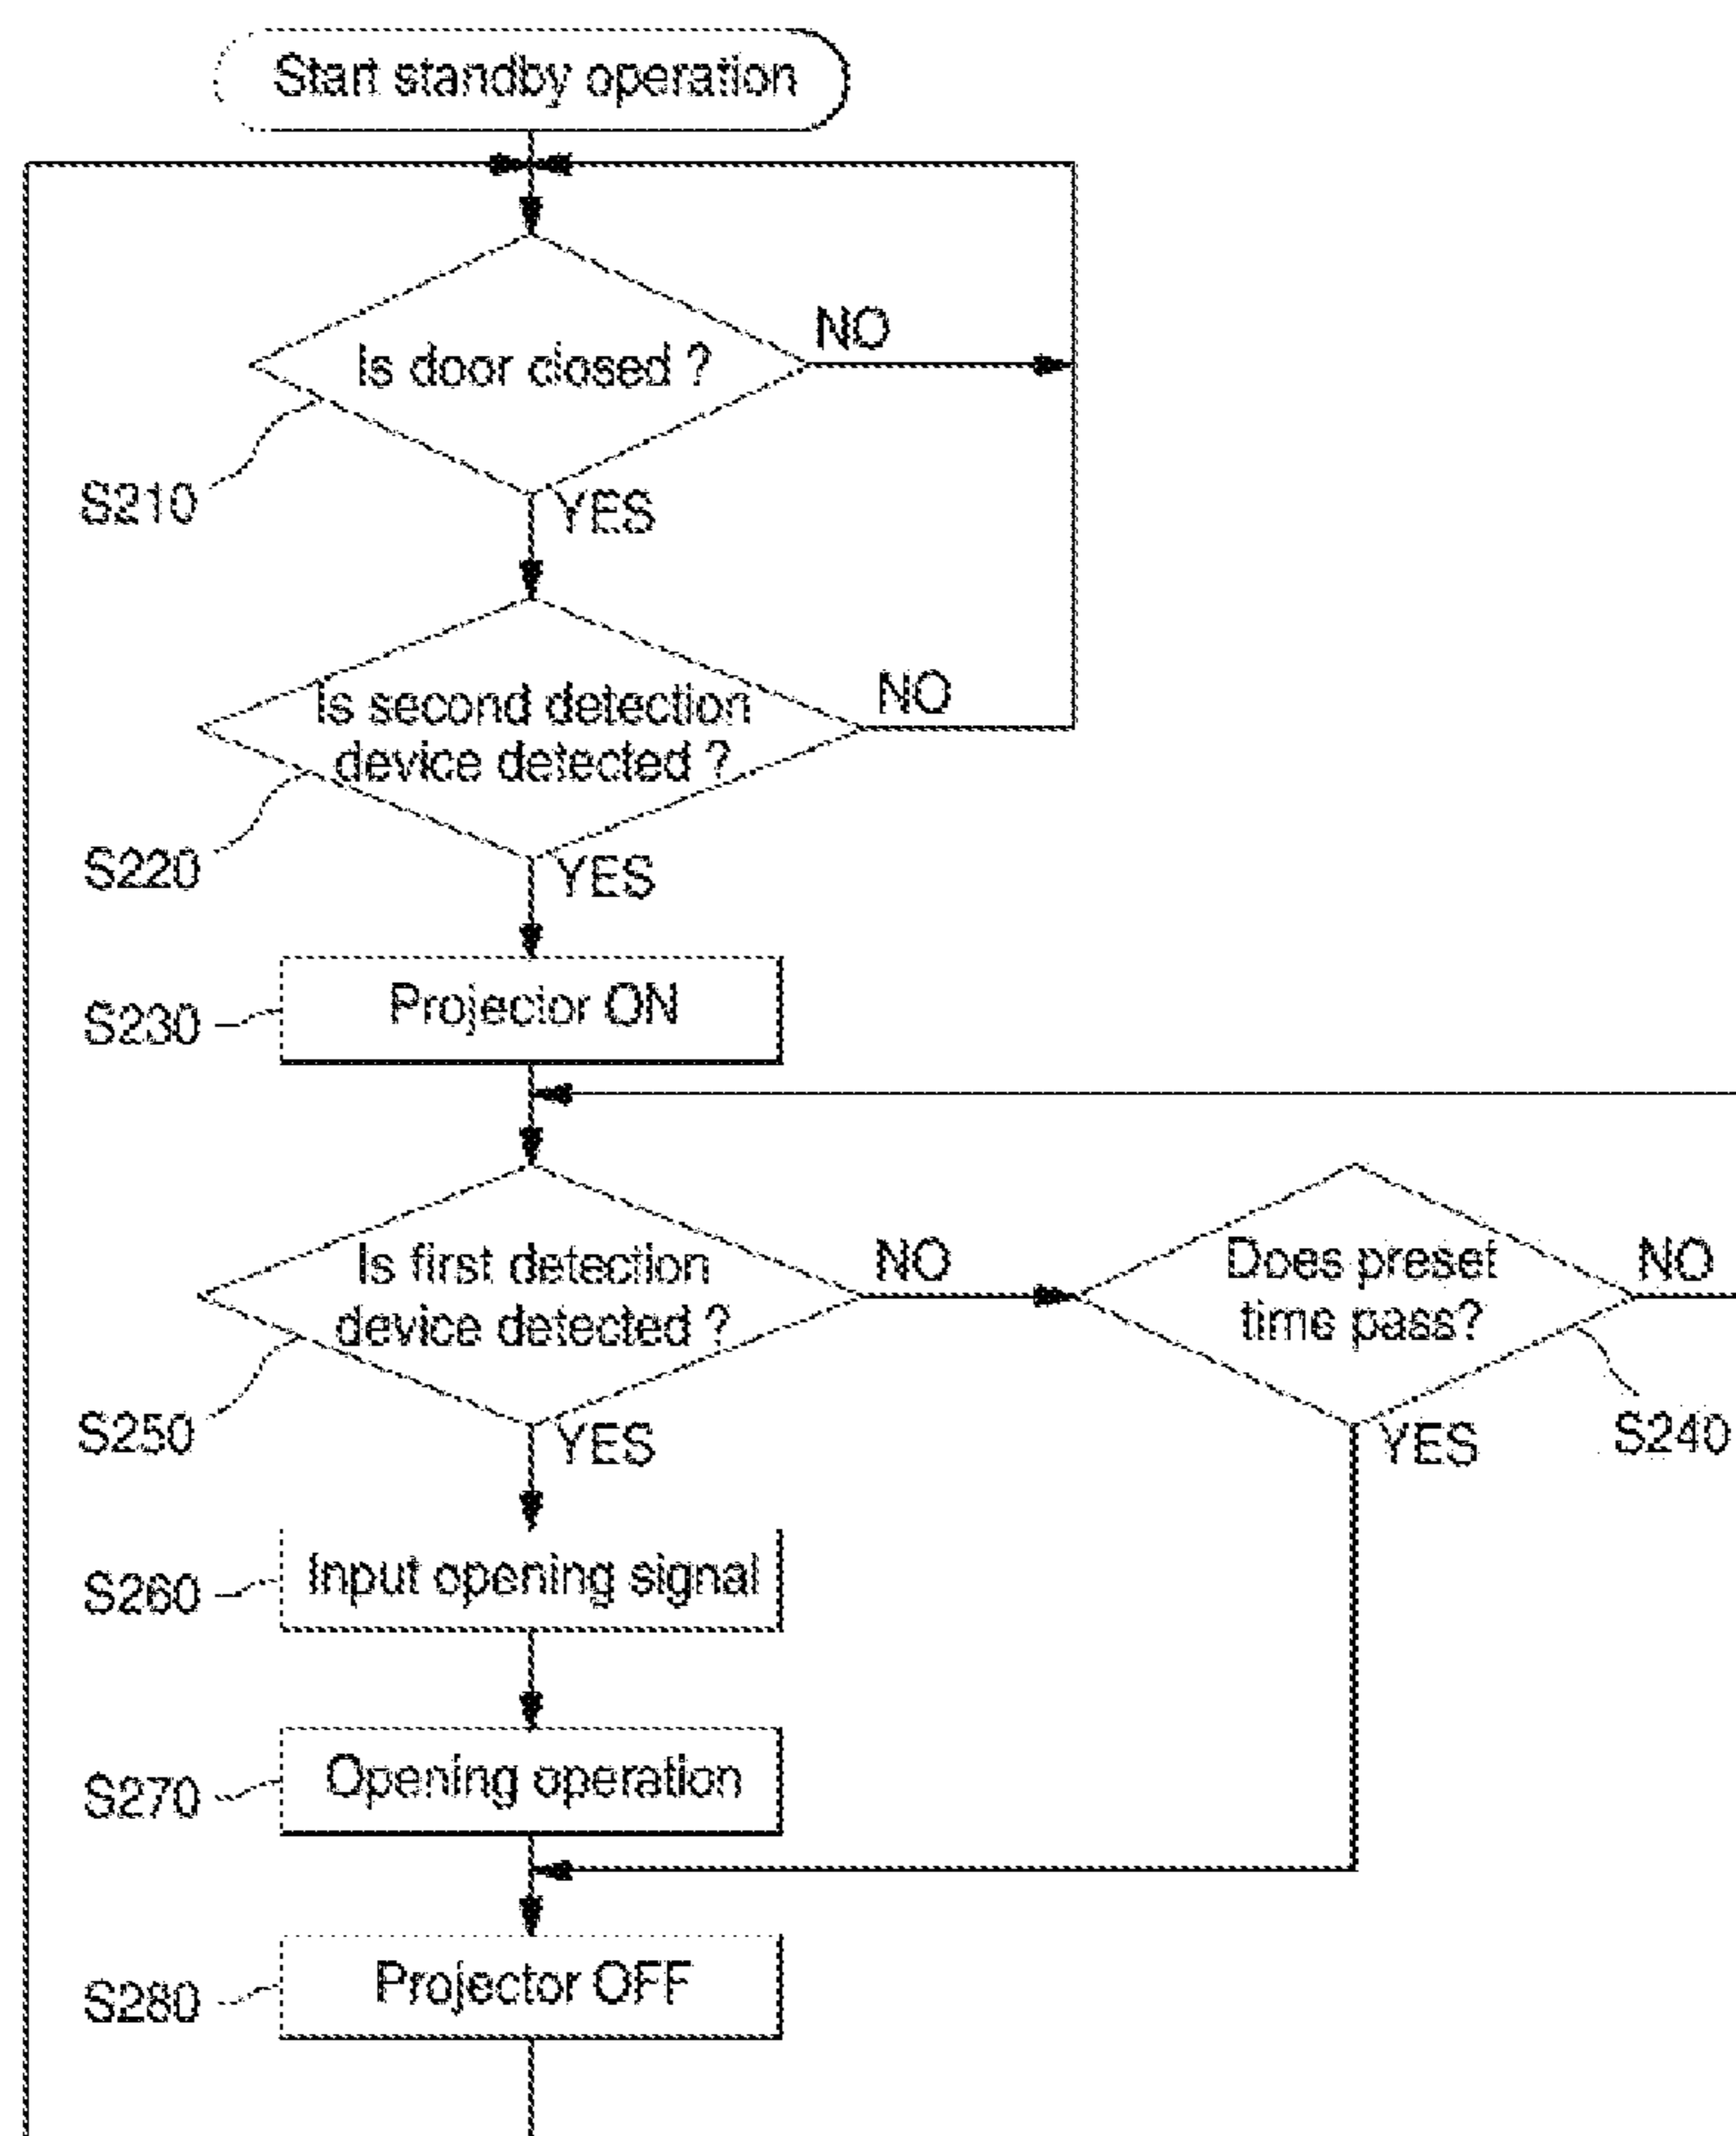 Start standby operation
Is door closed ?
NO
S210
YES
Is second detection
device detected ?
NO
S220
YES
Projector ON
S230
Is first detection
device detected ?
NO
Does preset
time pass?
NO
S250
YES
YES
S240
Input opening signal
S260
Opening operation
S270
Projector OFF
S280